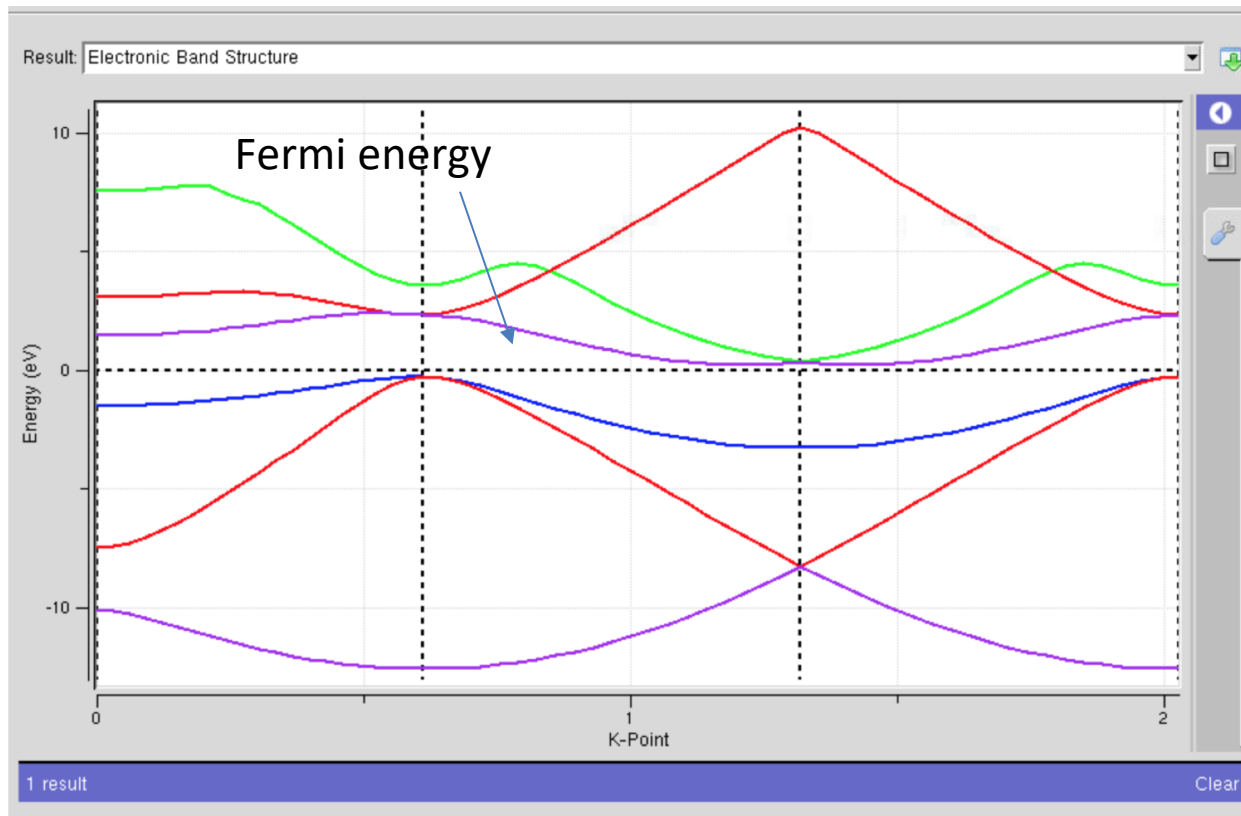 Result: Electronic Band Structure
10
Fermi energy
0
Energy (eV)
-10
0
1
2
K-Point
1 result
Clear